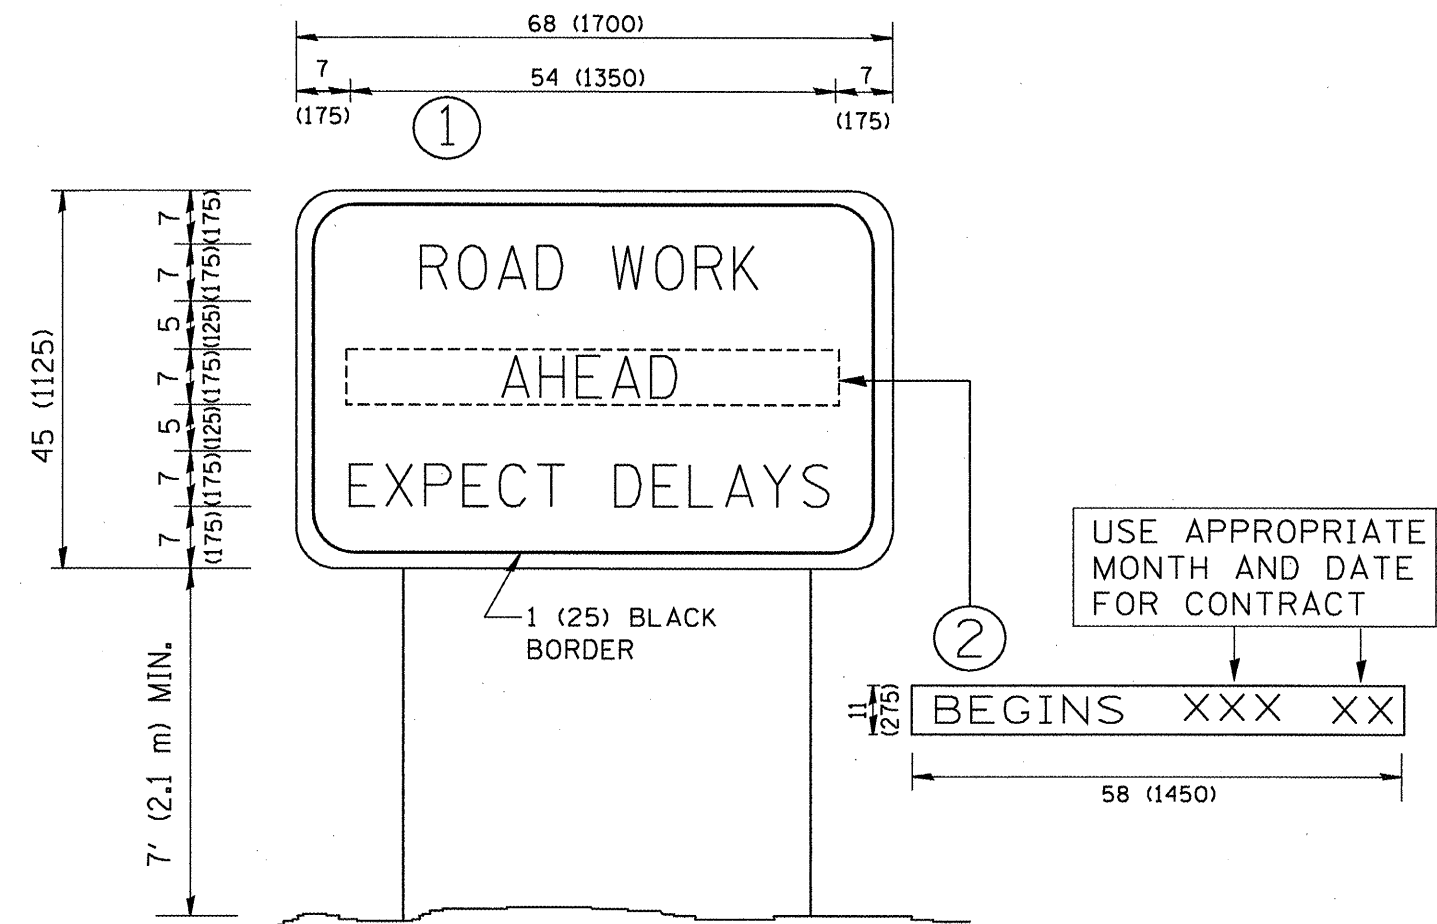 68 (1700)
7 54 (1350) 7
(175) (175)
1
45 (1125)
7 (175)
7 (175)
5 (125)
7 (175)
5 (125)
7 (175)
7 (175)
ROAD WORK
AHEAD
EXPECT DELAYS
1 (25) BLACK
BORDER
7' (2.1 m) MIN.
USE APPROPRIATE
MONTH AND DATE
FOR CONTRACT
2
11
(275)
BEGINS XXX XX
58 (1450)